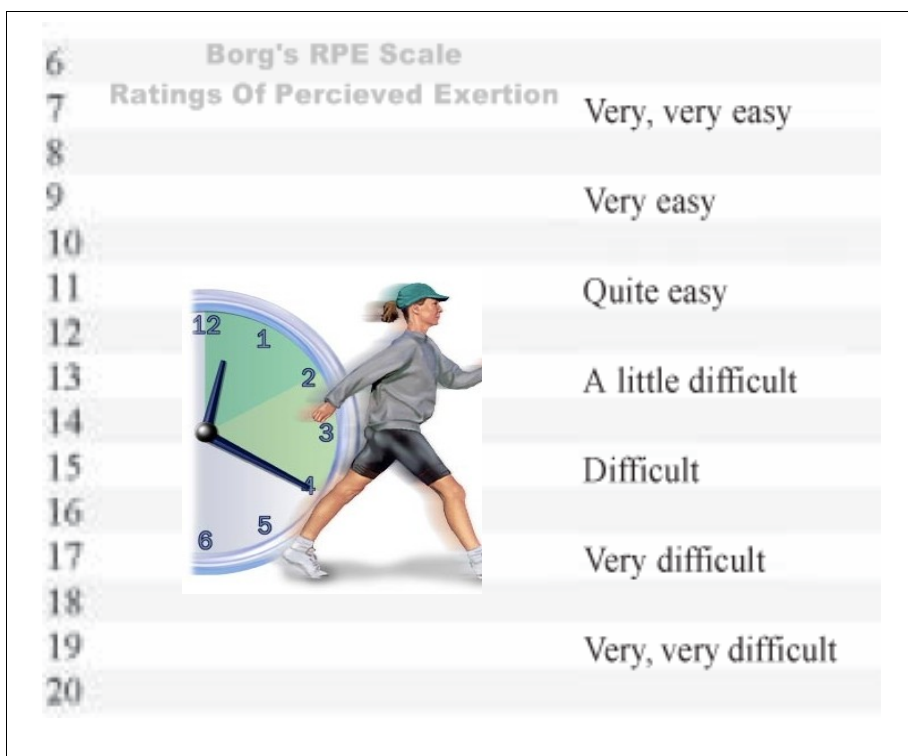 6
Borg's RPE Scale
Ratings Of Percieved Exertion
7
Very, very easy
8
9
Very easy
10
11
Quite easy
12
13
A little difficult
14
15
Difficult
16
17
Very difficult
18
19
Very, very difficult
20
12
1
2
3
4
5
6